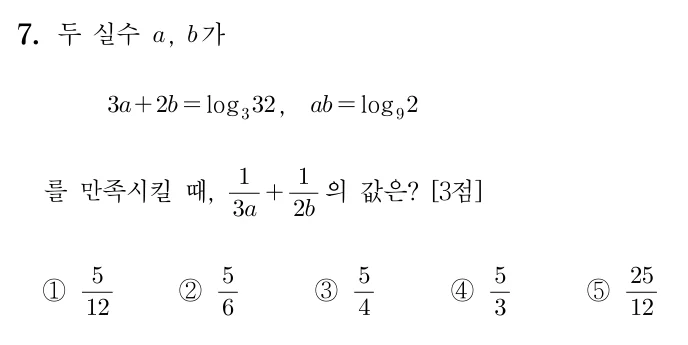 7. 두 실수 a, b가
3a+2b=log₃32, ab=log₉2
를 만족시킬 때, 1/3a + 1/2b 의 값은? [3점]
① 5/12 ② 5/6 ③ 5/4 ④ 5/3 ⑤ 25/12